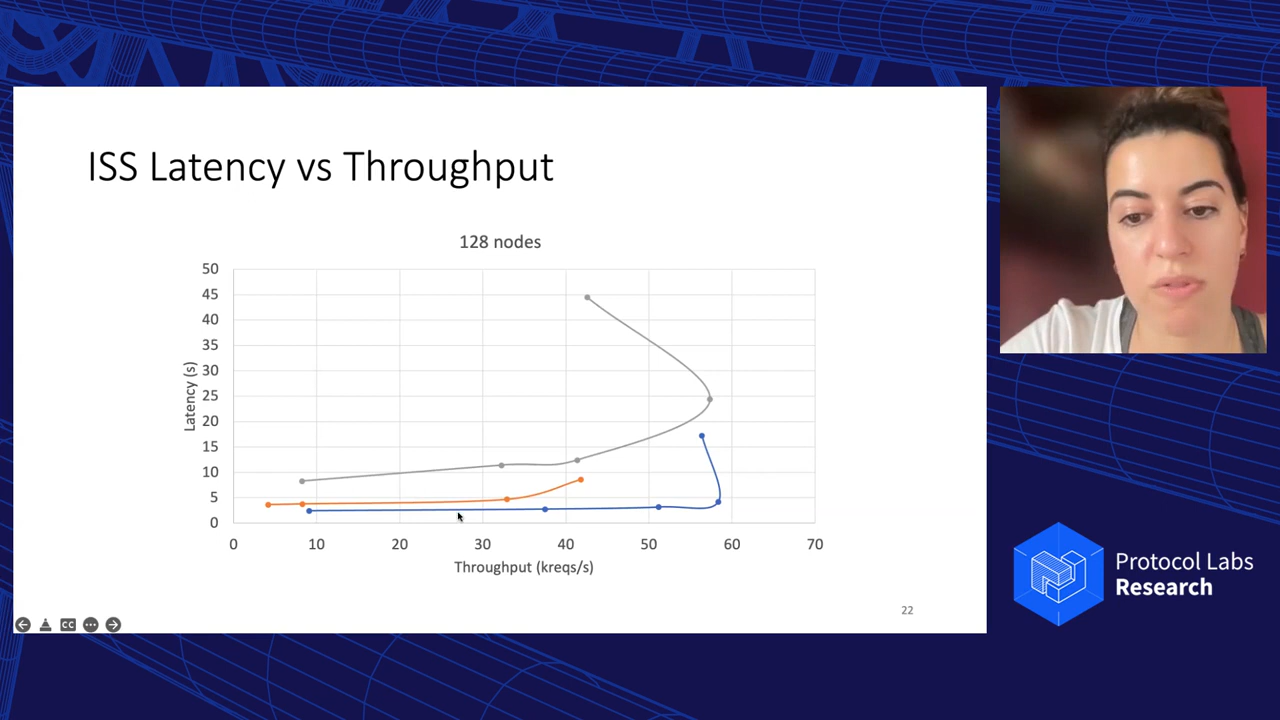 ISS Latency vs Throughput
128 nodes
50
45
40
35
30
25
20
15
10
5
0
Latency (s)
0 10 20 30 40 50 60 70
Throughput (kreqs/s)
22
CC
Protocol Labs
Research